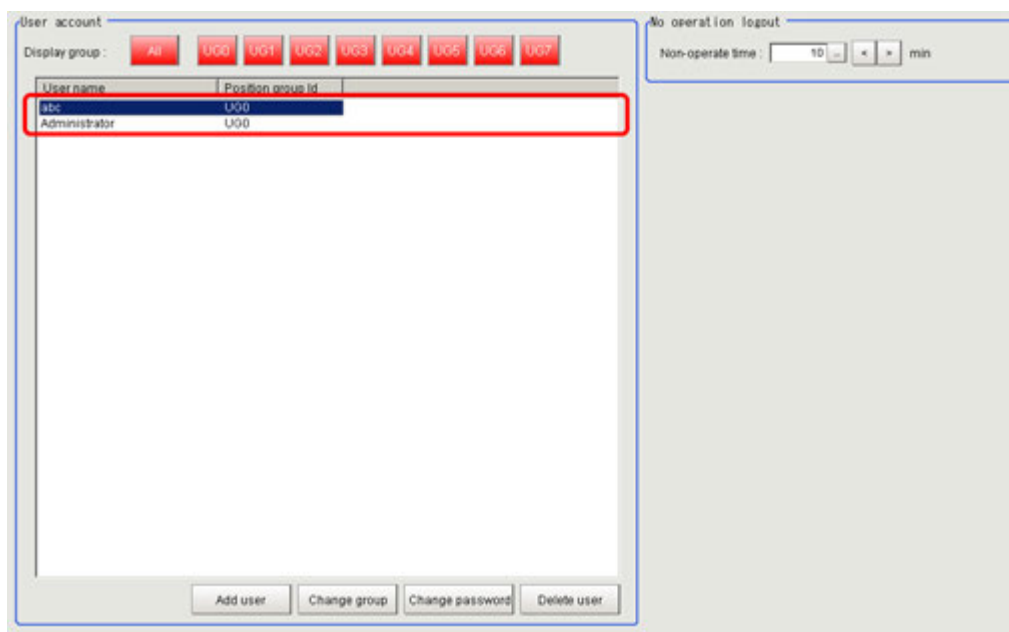 User account
Display group : All UG0 UG1 UG2 UG3 UG4 UG5 UG6 UG7
User name Position group Id
abc UG0
Administrator UG0
Add user Change group Change password Delete user
No operation logout
Non-operate time : 10 ... < > min